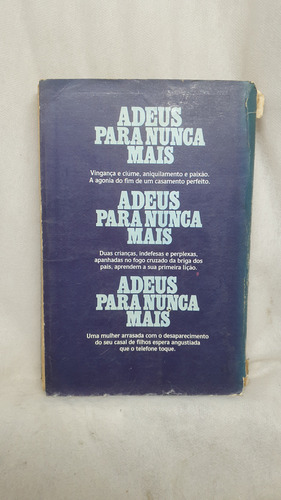 ADEUS
PARA NUNCA
MAIS
Vingança e ciúme, aniquilamento e paixão.
A agonia do fim de um casamento perfeito.
ADEUS
PARA NUNCA
MAIS
Duas crianças, indefesas e perplexas,
apanhadas no fogo cruzado da briga dos
pais, aprendem a sua primeira lição.
ADEUS
PARA NUNCA
MAIS
Uma mulher arrasada com o desaparecimento
do seu casal de filhos espera angustiada
que o telefone toque.